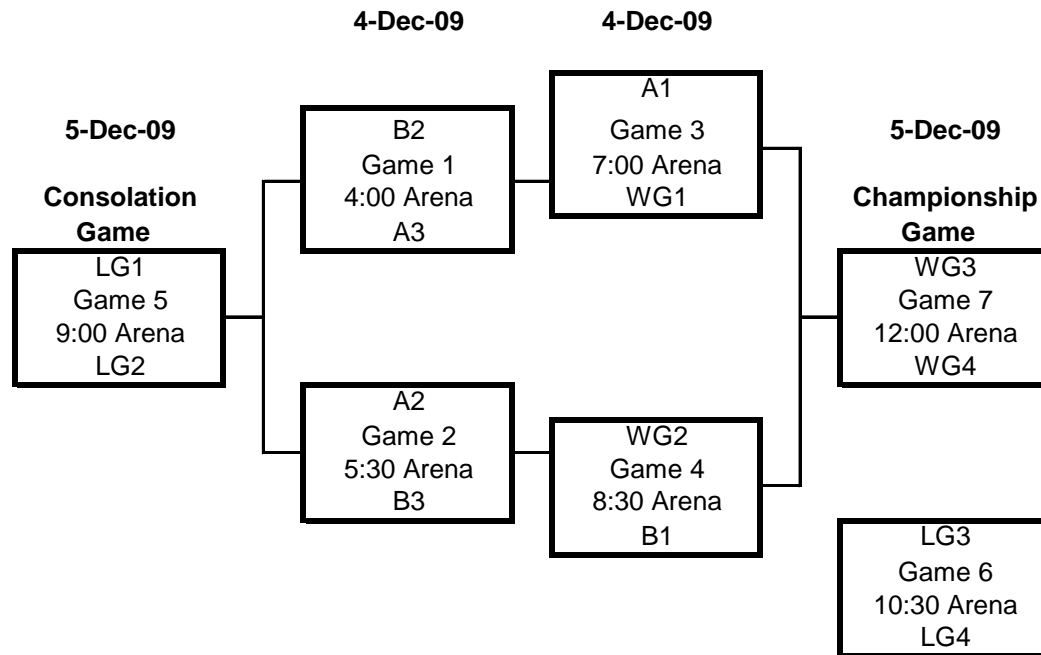 4-Dec-09
4-Dec-09
5-Dec-09
Consolation
Game
LG1
Game 5
9:00 Arena
LG2
B2
Game 1
4:00 Arena
A3
A2
Game 2
5:30 Arena
B3
A1
Game 3
7:00 Arena
WG1
WG2
Game 4
8:30 Arena
B1
5-Dec-09
Championship
Game
WG3
Game 7
12:00 Arena
WG4
LG3
Game 6
10:30 Arena
LG4